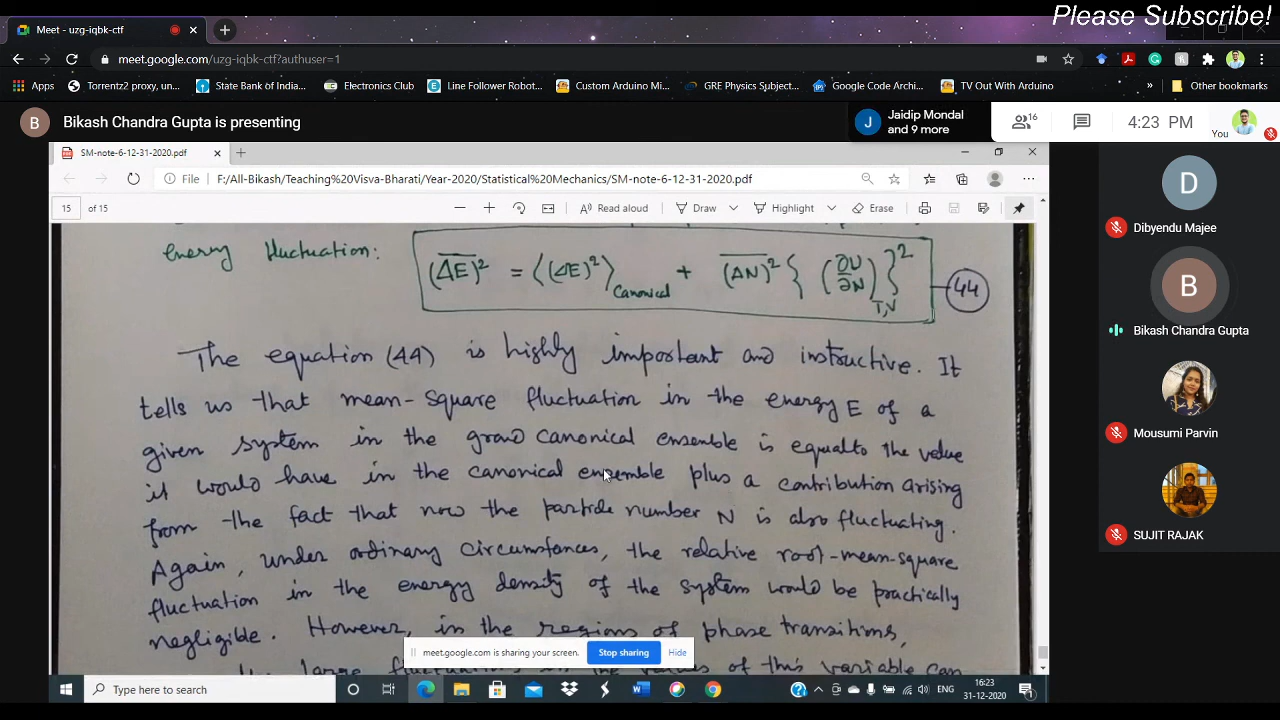 Please Subscribe!
Meet - uzg-iqbk-ctf
meet.google.com/uzg-iqbk-ctf?authuser=1
Apps
Torrentz2 proxy, un...
State Bank of India...
Electronics Club
Line Follower Robot...
Custom Arduino Mi...
GRE Physics Subject...
Google Code Archi...
TV Out With Arduino
»
Other bookmarks
B
Bikash Chandra Gupta is presenting
J
Jaidip Mondal
and 9 more
16
4:23 PM
You
SM-note-6-12-31-2020.pdf
File
F:/All-Bikash/Teaching%20Visva-Bharati/Year-2020/Statistical%20Mechanics/SM-note-6-12-31-2020.pdf
15 of 15
Read aloud
Draw
Highlight
Erase
energy fluctuation:
(ΔE)² = ⟨(ΔE)²⟩ Canonical + (ΔN)² { (∂U/∂N) T,V }² 44
The equation (44) is highly important and instructive. It
tells us that mean-square fluctuation in the energy E of a
given system in the grand canonical ensemble is equal to the value
it would have in the canonical ensemble plus a contribution arising
from the fact that now the particle number N is also fluctuating.
Again, under ordinary circumstances, the relative root-mean-square
fluctuation in the energy density of the system would be practically
negligible. However, in the regions of phase transitions,
large fluctuations in the values of this variable can
meet.google.com is sharing your screen.
Stop sharing
Hide
D
Dibyendu Majee
B
Bikash Chandra Gupta
Mousumi Parvin
SUJIT RAJAK
Type here to search
ENG
16:23
31-12-2020
1